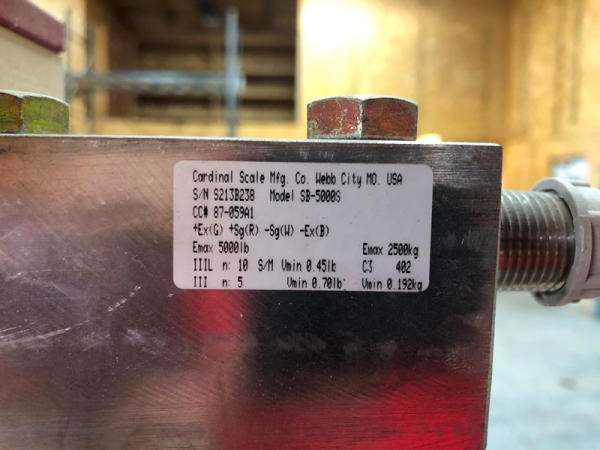 Cardinal Scale Mfg. Co. Webb City MO. USA
S/N S213B238 Model SB-5000S
CC# 87-059A1
+Ex(G) +Sg(R) -Sg(W) -Ex(B)
Emax 5000lb Emax 2500kg
IIIL n: 10 S/M Vmin 0.45lb C3 402
III n: 5 Vmin 0.70lb Vmin 0.192kg